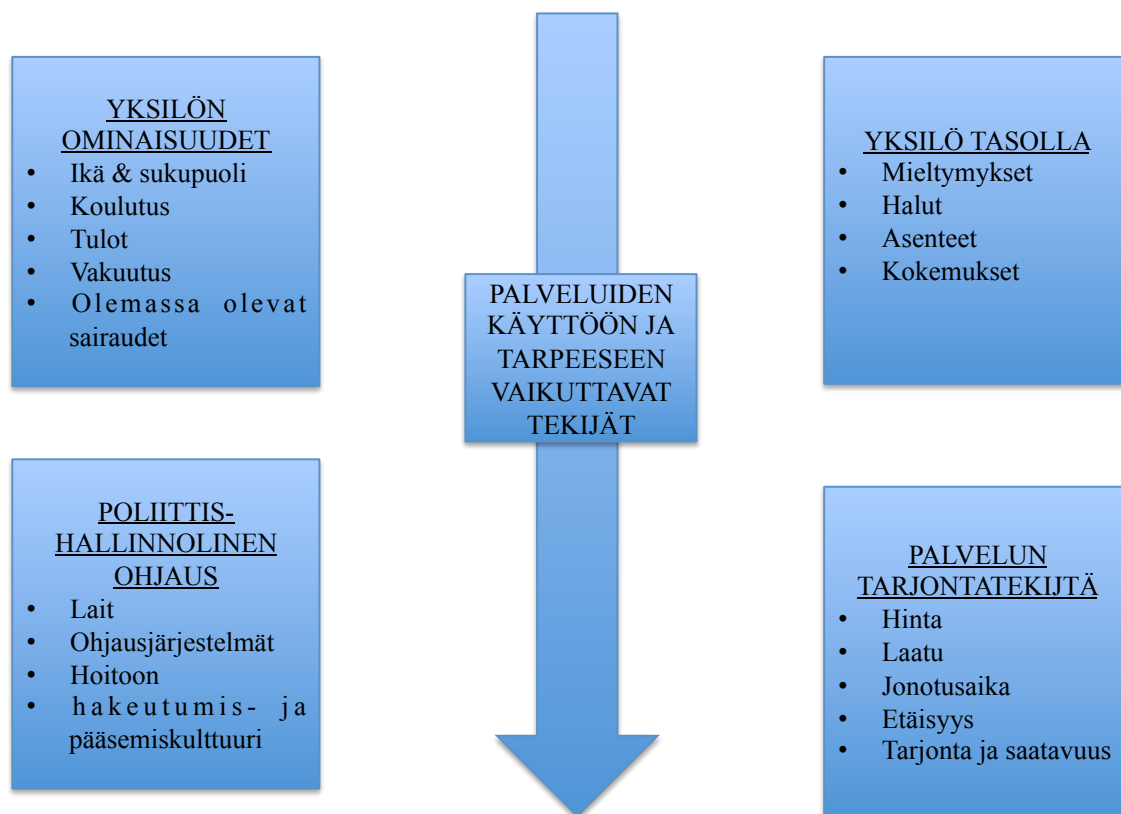 YKSILÖN
OMINAISUUDET
• Ikä & sukupuoli
• Koulutus
• Tulot
• Vakuutus
• Olemassa olevat
sairaudet
YKSILÖ TASOLLA
• Mieltymykset
• Halut
• Asenteet
• Kokemukset
PALVELUIDEN
KÄYTTÖÖN JA
TARPEESEEN
VAIKUTTAVAT
TEKIJÄT
POLIITTIS-
HALLINNOLINEN
OHJAUS
• Lait
• Ohjausjärjestelmät
• Hoitoon
• hakeutumis- ja
pääsemiskulttuuri
PALVELUN
TARJONTATEKIJTÄ
• Hinta
• Laatu
• Jonotusaika
• Etäisyys
• Tarjonta ja saatavuus